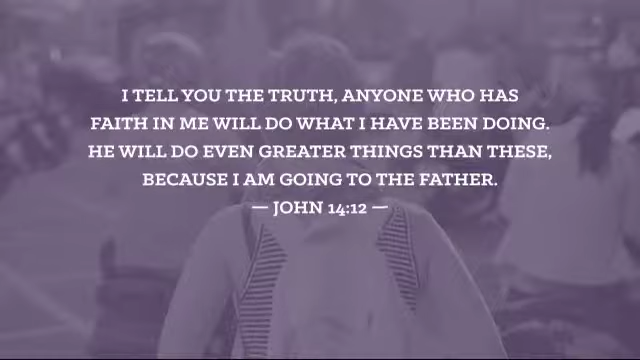 I TELL YOU THE TRUTH, ANYONE WHO HAS
FAITH IN ME WILL DO WHAT I HAVE BEEN DOING.
HE WILL DO EVEN GREATER THINGS THAN THESE,
BECAUSE I AM GOING TO THE FATHER.
— JOHN 14:12 —